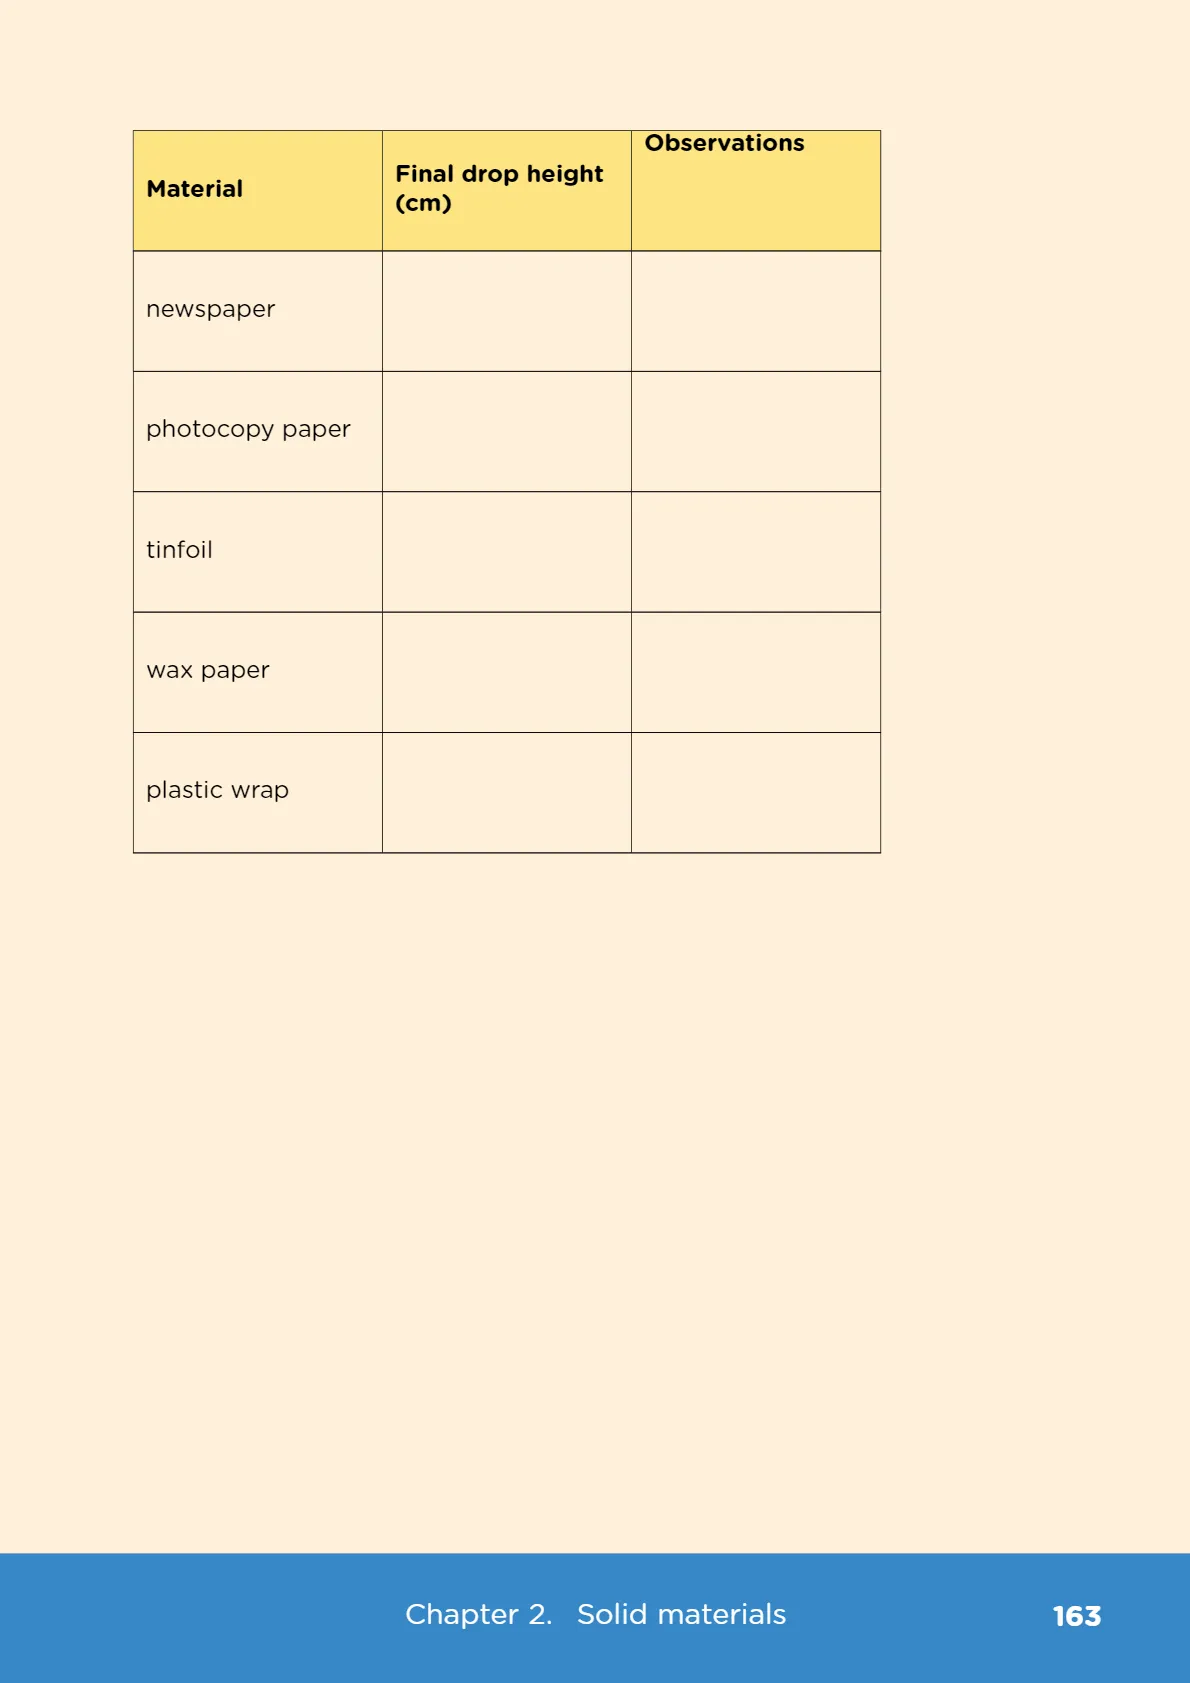 Material
Final drop height
(cm)
Observations
newspaper
photocopy paper
tinfoil
wax paper
plastic wrap
Chapter 2. Solid materials
163